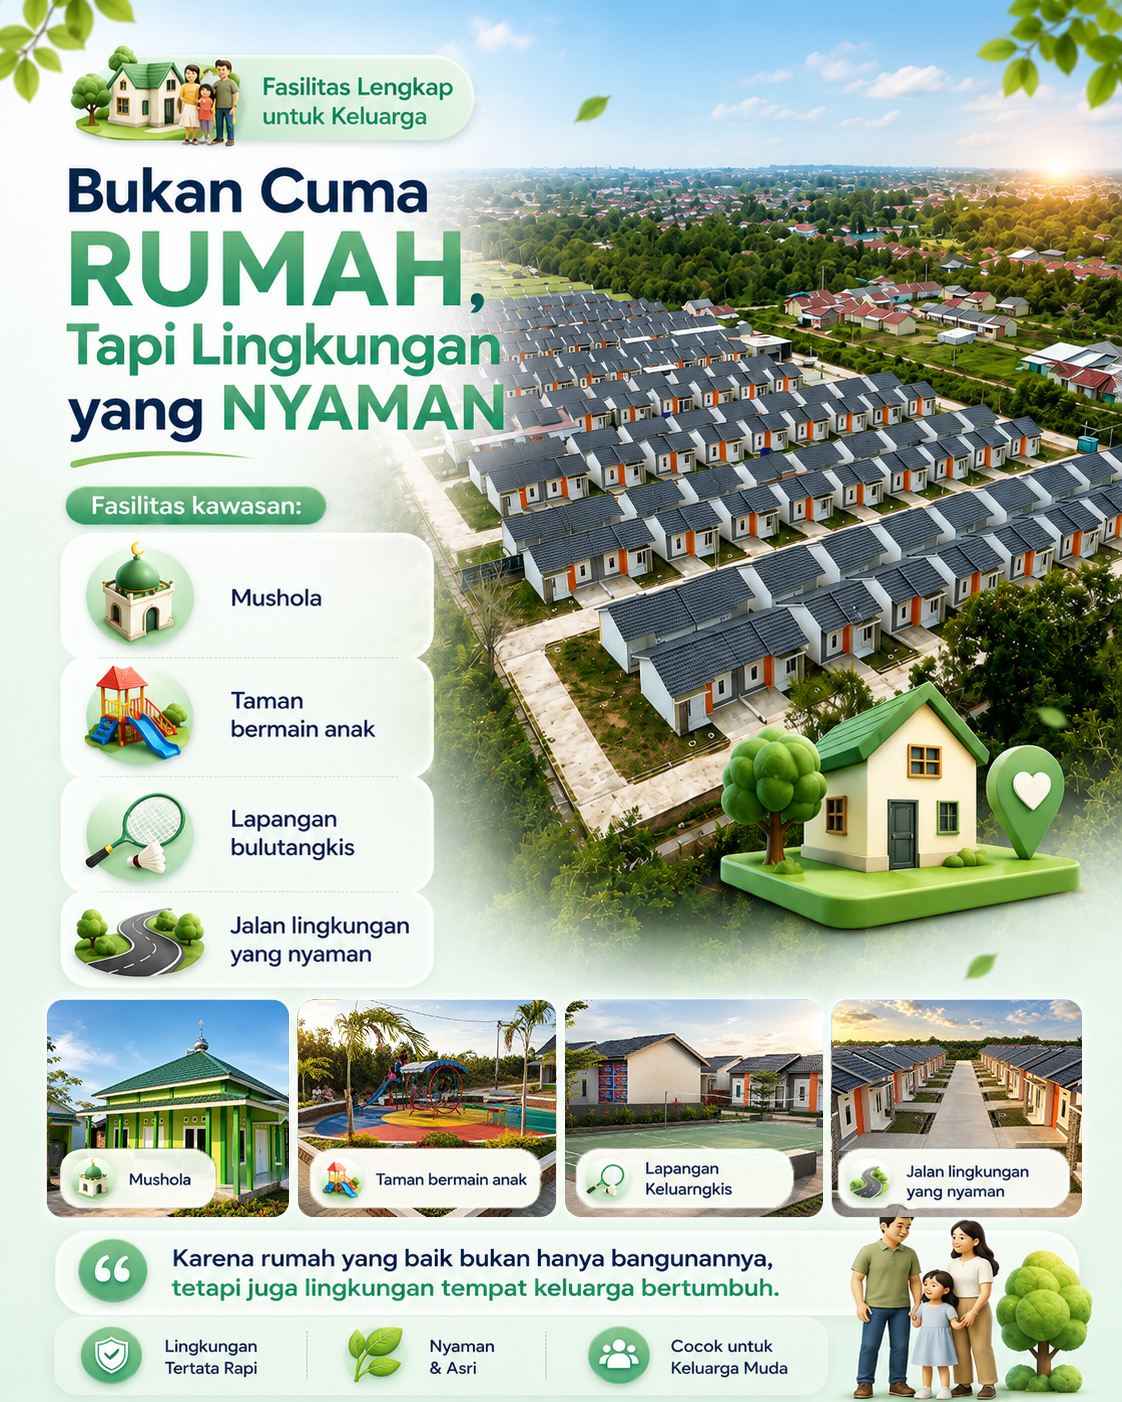 Fasilitas Lengkap
untuk Keluarga
Bukan Cuma
RUMAH,
Tapi Lingkungan
yang NYAMAN
Fasilitas kawasan:
Mushola
Taman
bermain anak
Lapangan
bulutangkis
Jalan lingkungan
yang nyaman
Mushola
Taman bermain anak
Lapangan
Keluarngkis
Jalan lingkungan
yang nyaman
Karena rumah yang baik bukan hanya bangunannya,
tetapi juga lingkungan tempat keluarga bertumbuh.
Lingkungan
Tertata Rapi
Nyaman
& Asri
Cocok untuk
Keluarga Muda